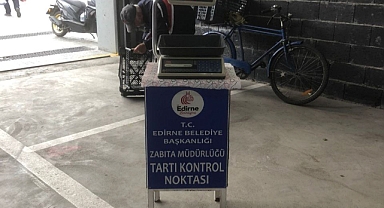 Edirne
T.C.
EDİRNE BELEDİYE
BAŞKANLIĞI
ZABITA MÜDÜRLÜĞÜ
TARTI KONTROL
NOKTASI